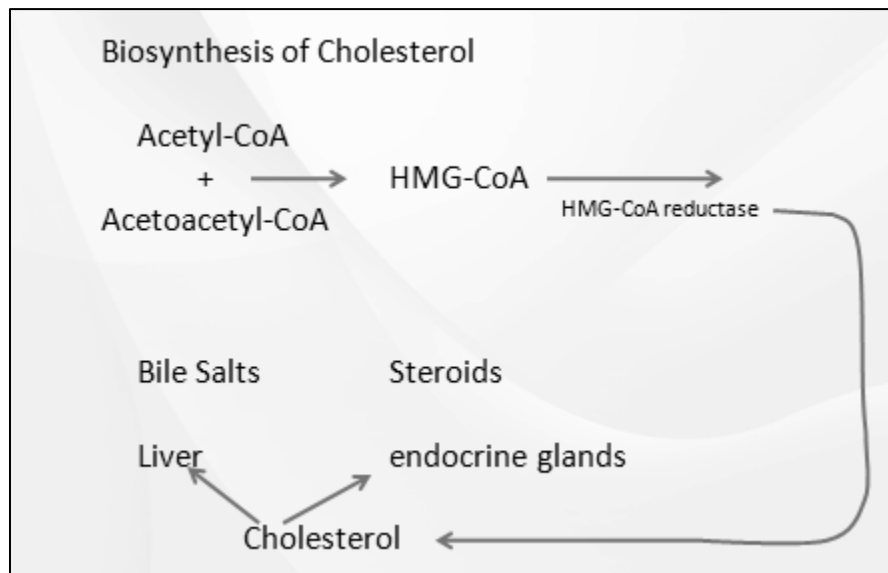 Biosynthesis of Cholesterol
Acetyl-CoA
+
Acetoacetyl-CoA
HMG-CoA
HMG-CoA reductase
Bile Salts
Steroids
Liver
endocrine glands
Cholesterol